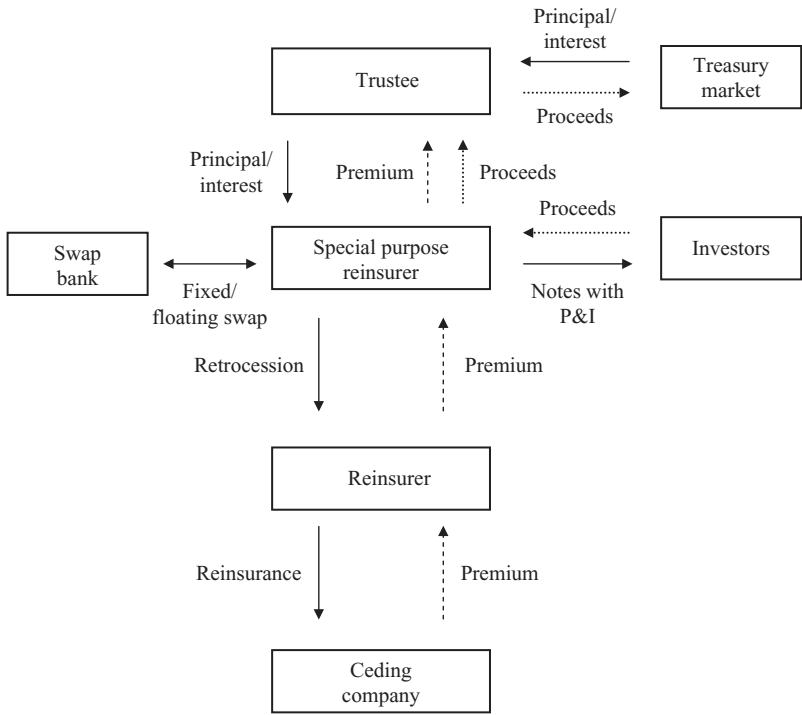 Principal/
interest
Trustee
Treasury
market
Proceeds
Principal/
interest
Premium
Proceeds
Proceeds
Swap
bank
Special purpose
reinsurer
Investors
Fixed/
floating swap
Notes with
P&I
Retrocession
Premium
Reinsurer
Reinsurance
Premium
Ceding
company